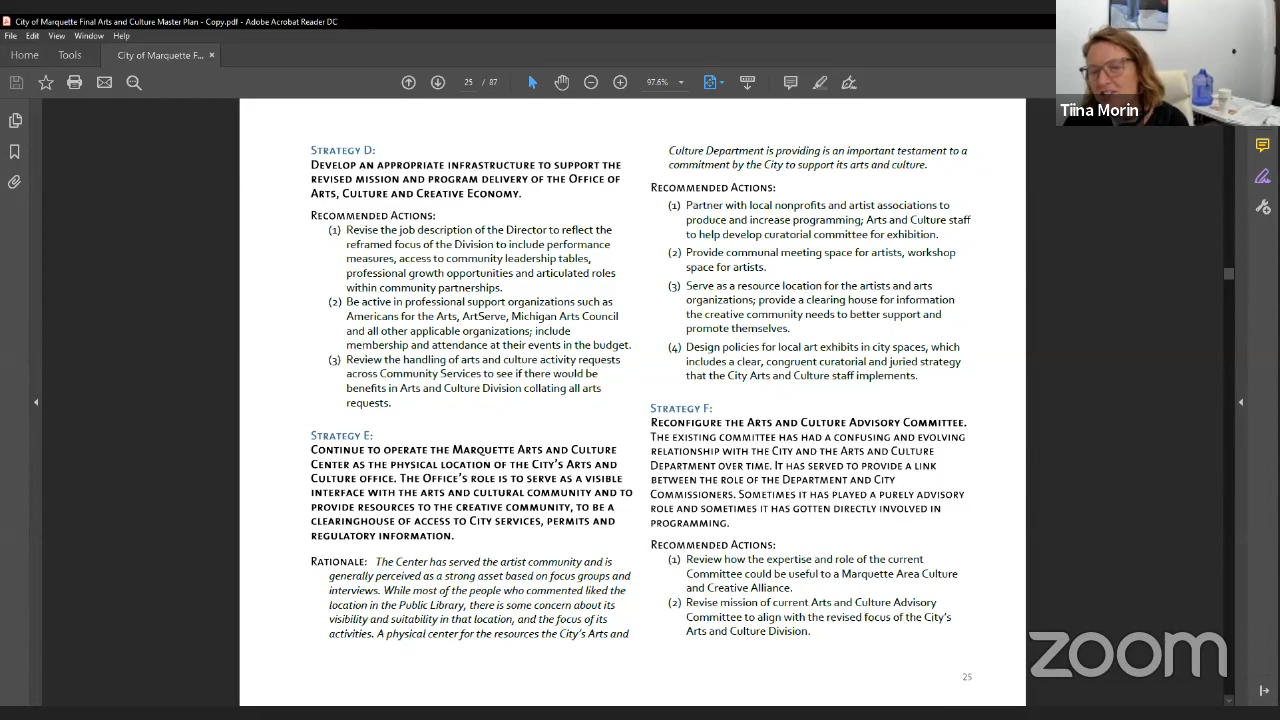 City of Marquette Final Arts and Culture Master Plan - Copy.pdf - Adobe Acrobat Reader DC
File Edit View Window Help
Home Tools City of Marquette F... ×
25 / 87 97.6%
Tiina Morin
STRATEGY D:
DEVELOP AN APPROPRIATE INFRASTRUCTURE TO SUPPORT THE
REVISED MISSION AND PROGRAM DELIVERY OF THE OFFICE OF
ARTS, CULTURE AND CREATIVE ECONOMY.
RECOMMENDED ACTIONS:
(1) Revise the job description of the Director to reflect the
reframed focus of the Division to include performance
measures, access to community leadership tables,
professional growth opportunities and articulated roles
within community partnerships.
(2) Be active in professional support organizations such as
Americans for the Arts, ArtServe, Michigan Arts Council
and all other applicable organizations; include
membership and attendance at their events in the budget.
(3) Review the handling of arts and culture activity requests
across Community Services to see if there would be
benefits in Arts and Culture Division collating all arts
requests.
STRATEGY E:
CONTINUE TO OPERATE THE MARQUETTE ARTS AND CULTURE
CENTER AS THE PHYSICAL LOCATION OF THE CITY'S ARTS AND
CULTURE OFFICE. THE OFFICE'S ROLE IS TO SERVE AS A VISIBLE
INTERFACE WITH THE ARTS AND CULTURAL COMMUNITY AND TO
PROVIDE RESOURCES TO THE CREATIVE COMMUNITY, TO BE A
CLEARINGHOUSE OF ACCESS TO CITY SERVICES, PERMITS AND
REGULATORY INFORMATION.
RATIONALE: The Center has served the artist community and is
generally perceived as a strong asset based on focus groups and
interviews. While most of the people who commented liked the
location in the Public Library, there is some concern about its
visibility and suitability in that location, and the focus of its
activities. A physical center for the resources the City's Arts and
Culture Department is providing is an important testament to a
commitment by the City to support its arts and culture.
RECOMMENDED ACTIONS:
(1) Partner with local nonprofits and artist associations to
produce and increase programming; Arts and Culture staff
to help develop curatorial committee for exhibition.
(2) Provide communal meeting space for artists, workshop
space for artists.
(3) Serve as a resource location for the artists and arts
organizations; provide a clearing house for information
the creative community needs to better support and
promote themselves.
(4) Design policies for local art exhibits in city spaces, which
includes a clear, congruent curatorial and juried strategy
that the City Arts and Culture staff implements.
STRATEGY F:
RECONFIGURE THE ARTS AND CULTURE ADVISORY COMMITTEE.
THE EXISTING COMMITTEE HAS HAD A CONFUSING AND EVOLVING
RELATIONSHIP WITH THE CITY AND THE ARTS AND CULTURE
DEPARTMENT OVER TIME. IT HAS SERVED TO PROVIDE A LINK
BETWEEN THE ROLE OF THE DEPARTMENT AND CITY
COMMISSIONERS. SOMETIMES IT HAS PLAYED A PURELY ADVISORY
ROLE AND SOMETIMES IT HAS GOTTEN DIRECTLY INVOLVED IN
PROGRAMMING.
RECOMMENDED ACTIONS:
(1) Review how the expertise and role of the current
Committee could be useful to a Marquette Area Culture
and Creative Alliance.
(2) Revise mission of current Arts and Culture Advisory
Committee to align with the revised focus of the City's
Arts and Culture Division.
25
zoom